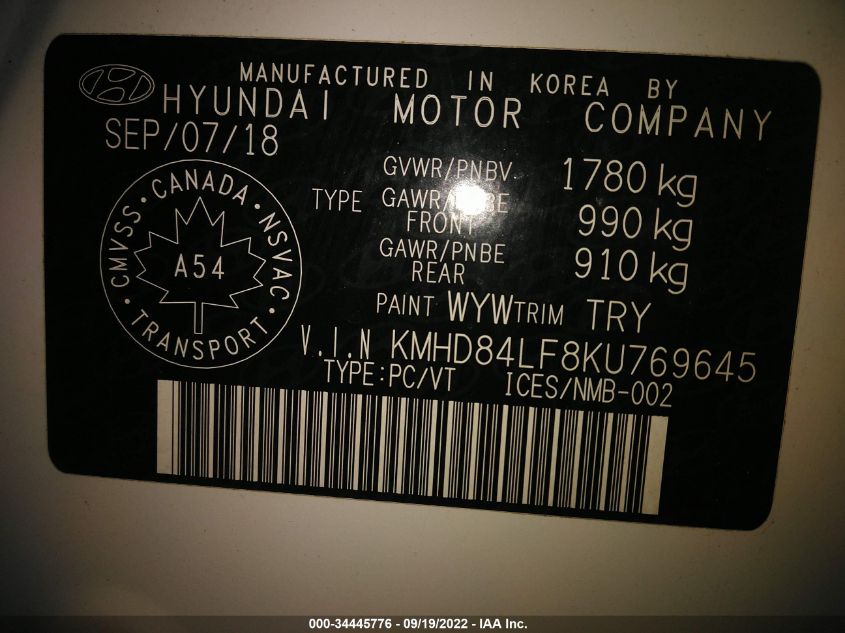 MANUFACTURED IN KOREA BY
HYUNDAI MOTOR COMPANY
SEP/07/18
GVWR/PNBV 1780 kg
TYPE GAWR/PNBE FRONT 990 kg
GAWR/PNBE REAR 910 kg
CMVSS · CANADA · NSVAC · TRANSPORT ·
A54
PAINT WYW TRIM TRY
V.I.N KMHD84LF8KU769645
TYPE:PC/VT ICES/NMB-002
000-34445776 - 09/19/2022 - IAA Inc.